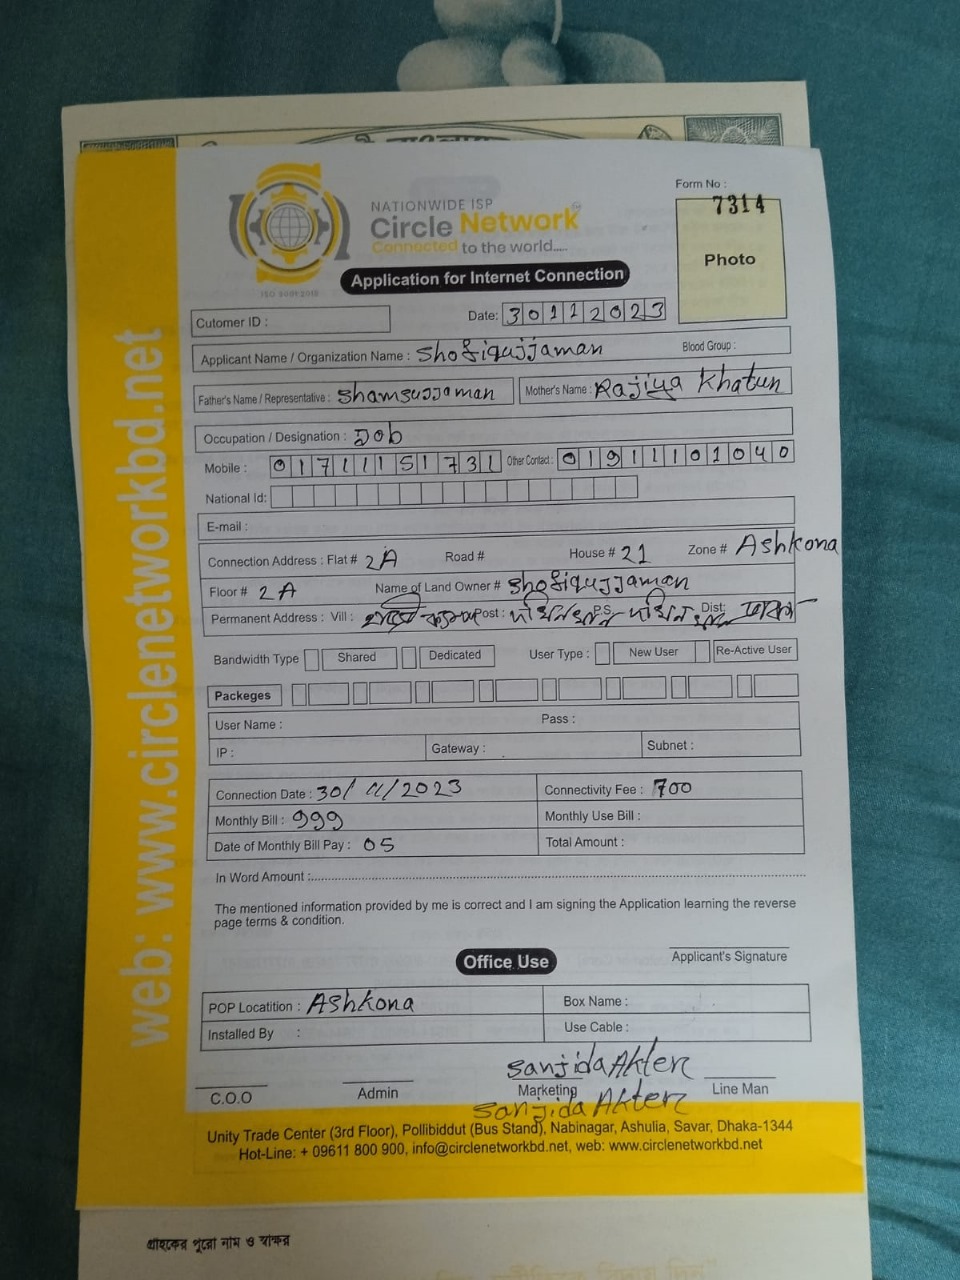 NATIONWIDE ISP
Circle Network
Connected to the world.....
ISO 9001:2015
Form No :
7314
Photo
Application for Internet Connection
Cutomer ID :
Date: 30112023
Applicant Name / Organization Name : Shofiqujjaman Blood Group :
Father's Name / Representative : Shamsujjaman Mother's Name : Rajiya Khatun
Occupation / Designation : Job
Mobile : 01711151731 Other Contact : 01911101040
National Id:
E-mail :
Connection Address : Flat # 2A Road # House # 21 Zone # Ashkona
Floor # 2A Name of Land Owner # Shofiqujjaman
Permanent Address : Vill : Post : দক্ষিনখান P.S দক্ষিন খান Dist: ঢাকা
Bandwidth Type Shared Dedicated User Type : New User Re-Active User
Packeges
User Name : Pass :
IP : Gateway : Subnet :
Connection Date : 30/11/2023 Connectivity Fee : 700
Monthly Bill : 999 Monthly Use Bill :
Date of Monthly Bill Pay : 05 Total Amount :
In Word Amount :
The mentioned information provided by me is correct and I am signing the Application learning the reverse
page terms & condition.
Applicant's Signature
Office Use
POP Locatition : Ashkona Box Name :
Installed By : Use Cable :
Sanjida Akter
C.O.O Admin Marketing Line Man
Sanjida Akter
Unity Trade Center (3rd Floor), Pollibiddut (Bus Stand), Nabinagar, Ashulia, Savar, Dhaka-1344
Hot-Line: + 09611 800 900, info@circlenetworkbd.net, web: www.circlenetworkbd.net
web: www.circlenetworkbd.net
গ্রাহকের পুরো নাম ও স্বাক্ষর